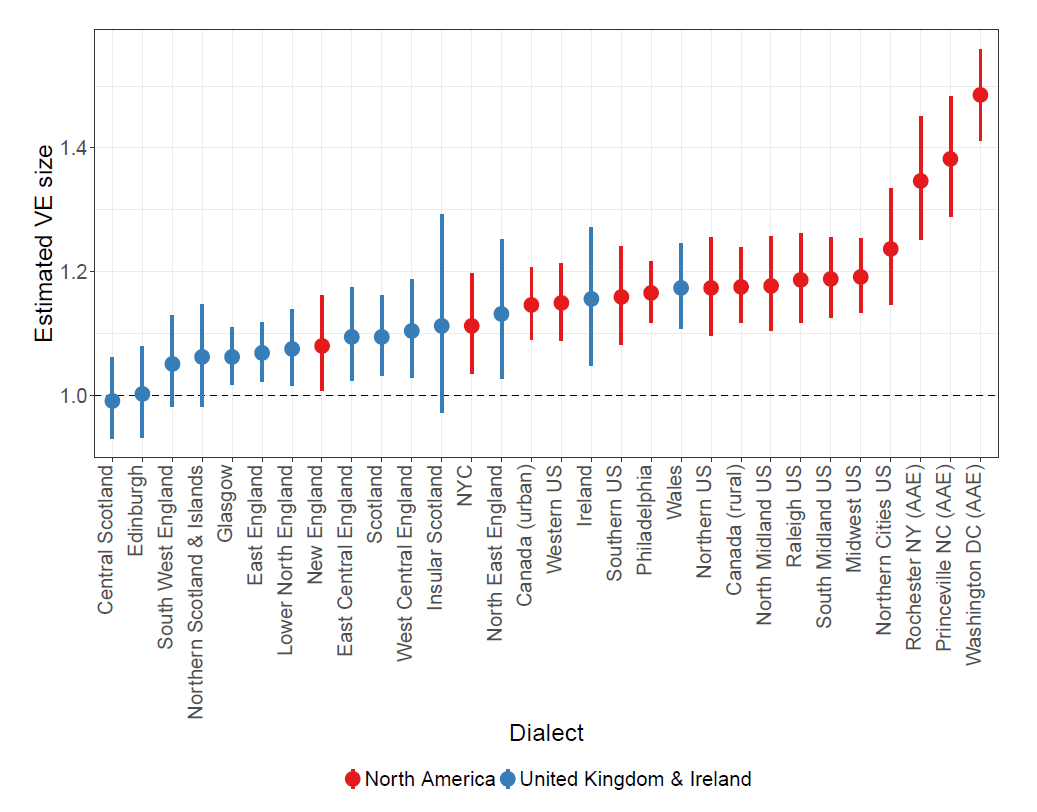 Estimated VE size
1.4
1.2
1.0
Central Scotland
Edinburgh
South West England
Northern Scotland & Islands
Glasgow
East England
Lower North England
New England
East Central England
Scotland
West Central England
Insular Scotland
NYC
North East England
Canada (urban)
Western US
Ireland
Southern US
Philadelphia
Wales
Northern US
Canada (rural)
North Midland US
Raleigh US
South Midland US
Midwest US
Northern Cities US
Rochester NY (AAE)
Princeville NC (AAE)
Washington DC (AAE)
Dialect
North America United Kingdom & Ireland